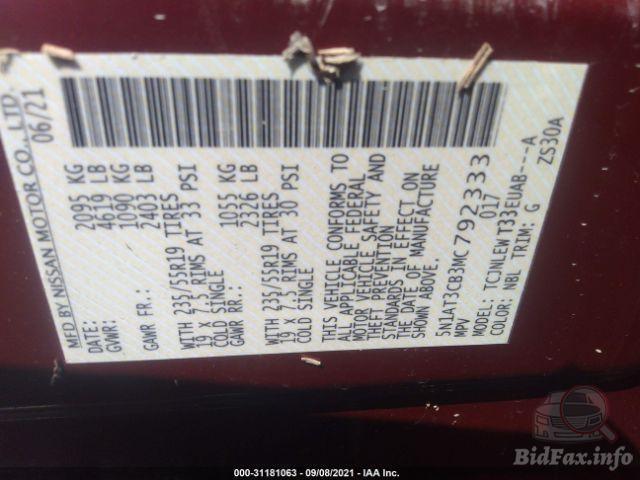 MFD BY NISSAN MOTOR CO., LTD.
DATE: 06/21
GVWR: 2095 KG
4619 LB
GAWR FR: 1090 KG
2403 LB
WITH 235/55R19 TIRES
19 x 7.5 RIMS AT 33 PSI
COLD SINGLE
GAWR RR: 1055 KG
2326 LB
WITH 235/55R19 TIRES
19 x 7.5 RIMS AT 30 PSI
COLD SINGLE
THIS VEHICLE CONFORMS TO
ALL APPLICABLE FEDERAL
MOTOR VEHICLE SAFETY AND
THEFT PREVENTION
STANDARDS IN EFFECT ON
THE DATE OF MANUFACTURE
SHOWN ABOVE.
5N1AT3CB3MC792333
MPV 017
MODEL: TCJNLEWT33EUAB---A
COLOR: NBL TRIM: G ZS30A
000-31181063 - 09/08/2021 - IAA Inc.
BidFax.info